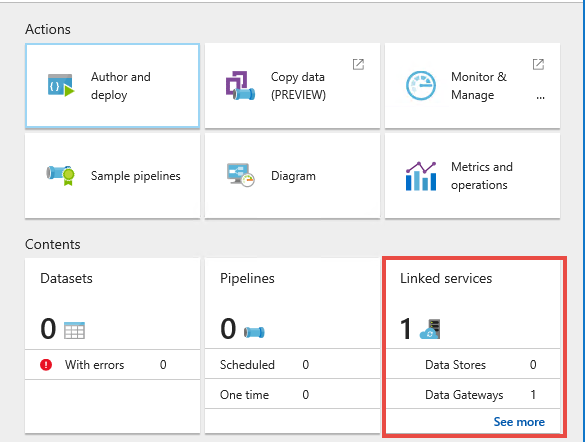 Actions
Author and
deploy
Copy data
(PREVIEW)
Monitor &
Manage
...
Sample pipelines
Diagram
Metrics and
operations
Contents
Datasets
0
With errors 0
Pipelines
0
Scheduled 0
One time 0
Linked services
1
Data Stores 0
Data Gateways 1
See more